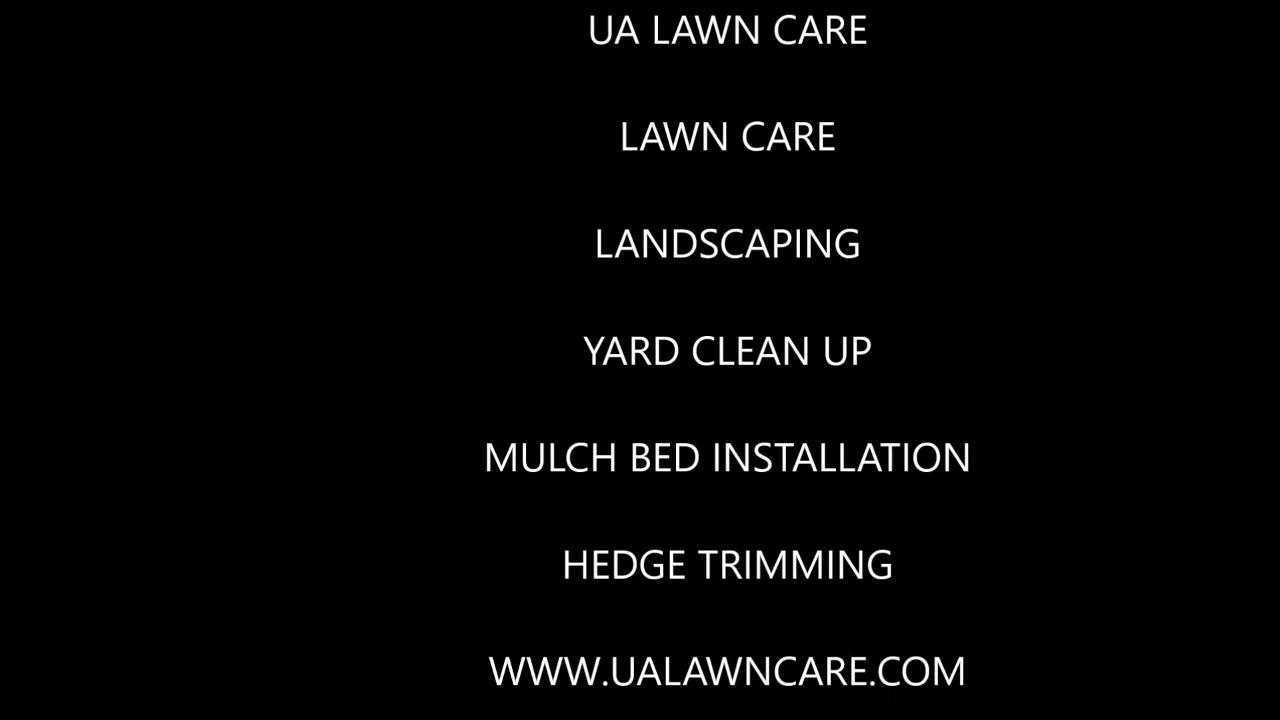 UA LAWN CARE
LAWN CARE
LANDSCAPING
YARD CLEAN UP
MULCH BED INSTALLATION
HEDGE TRIMMING
WWW.UALAWNCARE.COM